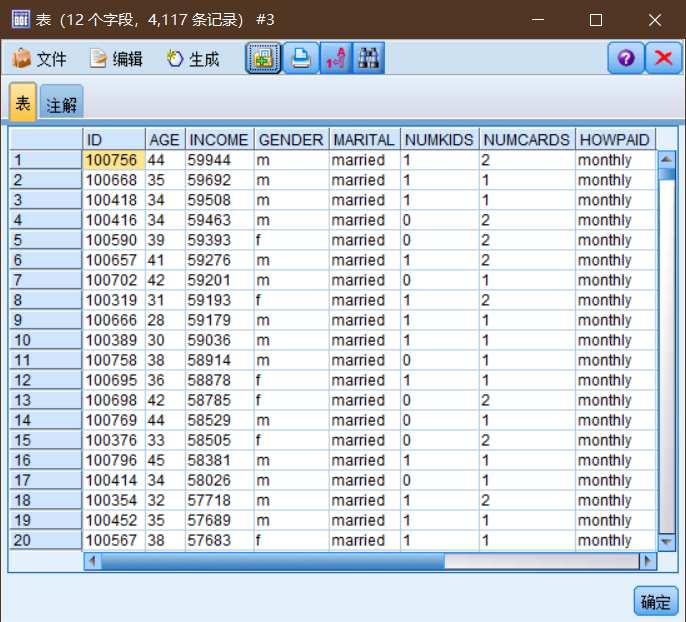 表（12 个字段，4,117 条记录） #3
文件 编辑 生成
表 注解
ID AGE INCOME GENDER MARITAL NUMKIDS NUMCARDS HOWPAID
1 100756 44 59944 m married 1 2 monthly
2 100668 35 59692 m married 1 1 monthly
3 100418 34 59508 m married 1 1 monthly
4 100416 34 59463 m married 0 2 monthly
5 100590 39 59393 f married 0 2 monthly
6 100657 41 59276 m married 1 2 monthly
7 100702 42 59201 m married 0 1 monthly
8 100319 31 59193 f married 1 2 monthly
9 100666 28 59179 m married 1 1 monthly
10 100389 30 59036 m married 1 1 monthly
11 100758 38 58914 m married 0 1 monthly
12 100695 36 58878 f married 1 1 monthly
13 100698 42 58785 f married 0 2 monthly
14 100769 44 58529 m married 0 1 monthly
15 100376 33 58505 f married 0 2 monthly
16 100796 45 58381 m married 1 1 monthly
17 100414 34 58026 m married 0 1 monthly
18 100354 32 57718 m married 1 2 monthly
19 100452 35 57689 m married 1 1 monthly
20 100567 38 57683 f married 1 1 monthly
确定